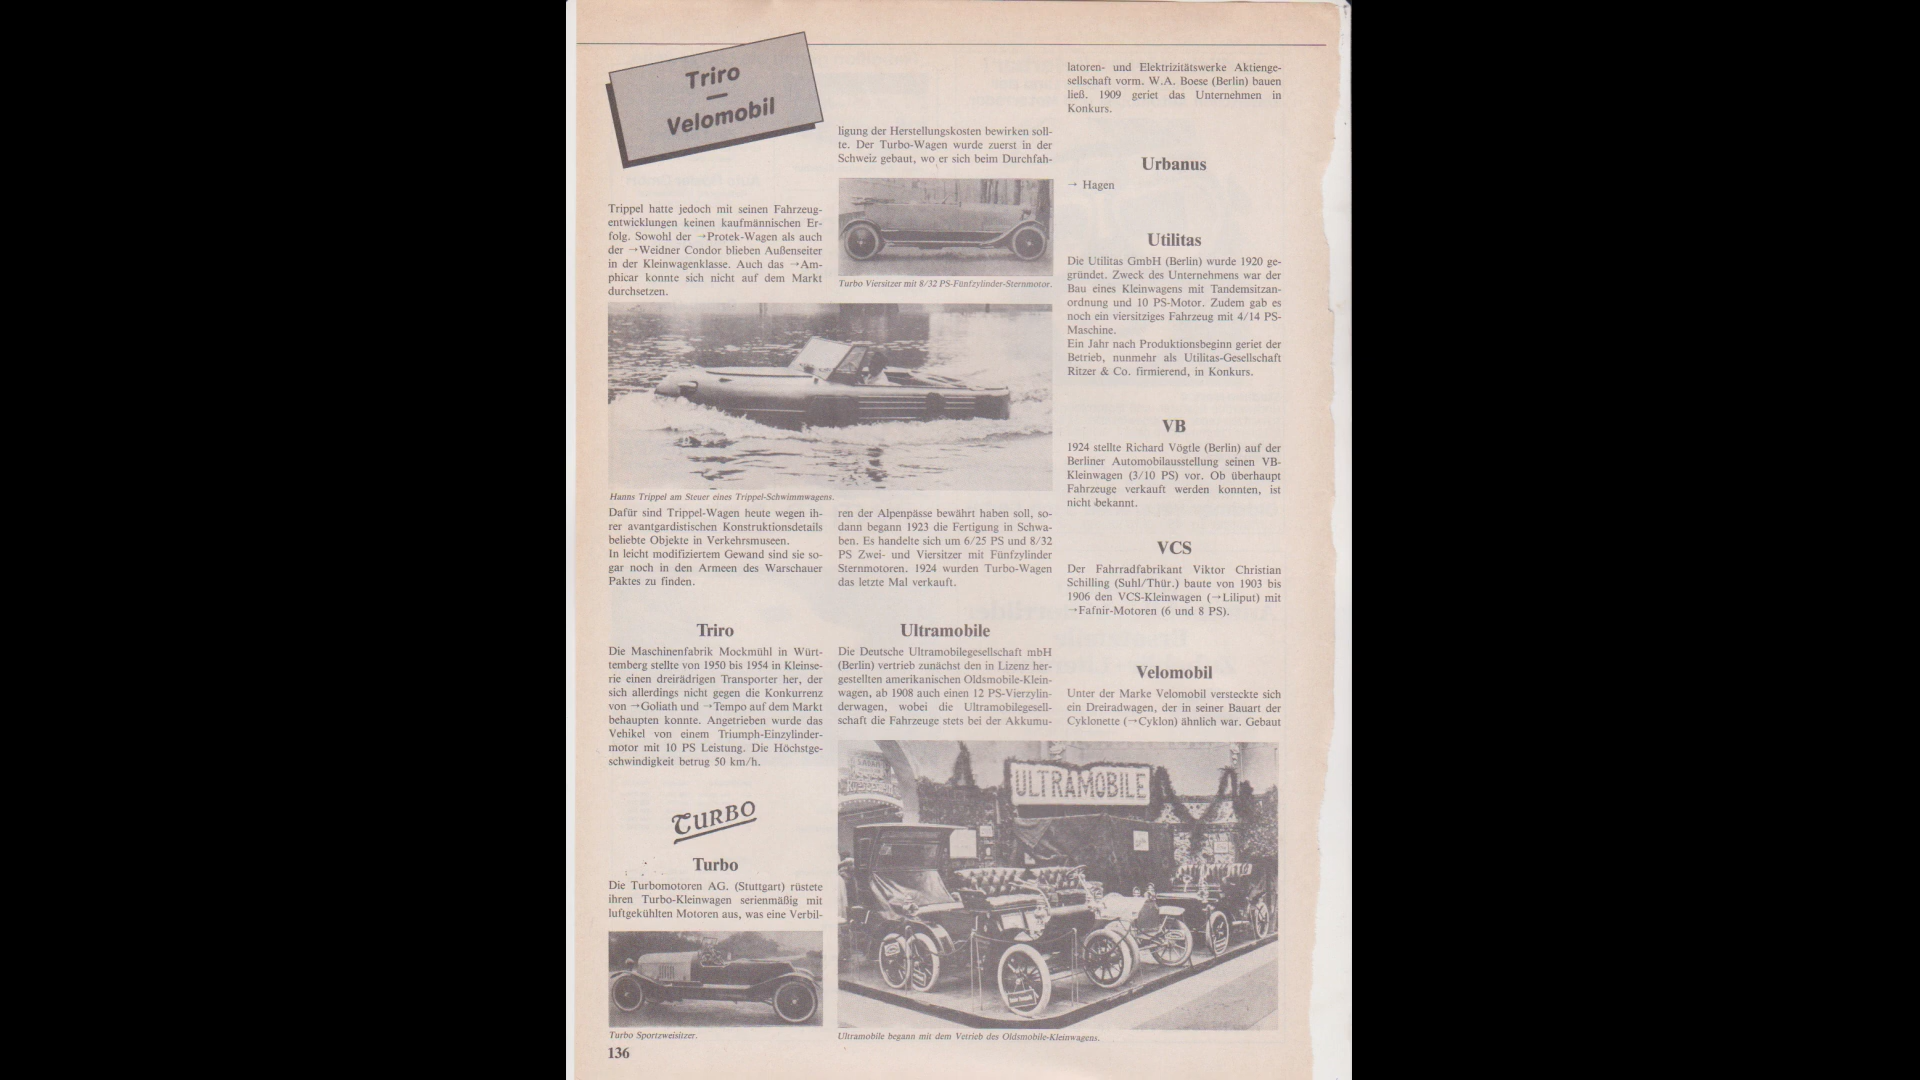 Triro
—
Velomobil
Trippel hatte jedoch mit seinen Fahrzeug-
entwicklungen keinen kaufmännischen Er-
folg. Sowohl der →Protek-Wagen als auch
der →Weidner Condor blieben Außenseiter
in der Kleinwagenklasse. Auch das →Am-
phicar konnte sich nicht auf dem Markt
durchsetzen.
ligung der Herstellungskosten bewirken soll-
te. Der Turbo-Wagen wurde zuerst in der
Schweiz gebaut, wo er sich beim Durchfah-
Turbo Viersitzer mit 8/32 PS-Fünfzylinder-Sternmotor.
Hanns Trippel am Steuer eines Trippel-Schwimmwagens.
Dafür sind Trippel-Wagen heute wegen ih-
rer avantgardistischen Konstruktionsdetails
beliebte Objekte in Verkehrsmuseen.
In leicht modifiziertem Gewand sind sie so-
gar noch in den Armeen des Warschauer
Paktes zu finden.
Triro
Die Maschinenfabrik Mockmühl in Würt-
temberg stellte von 1950 bis 1954 in Kleinse-
rie einen dreirädrigen Transporter her, der
sich allerdings nicht gegen die Konkurrenz
von →Goliath und →Tempo auf dem Markt
behaupten konnte. Angetrieben wurde das
Vehikel von einem Triumph-Einzylinder-
motor mit 10 PS Leistung. Die Höchstge-
schwindigkeit betrug 50 km/h.
TURBO
Turbo
Die Turbomotoren AG. (Stuttgart) rüstete
ihren Turbo-Kleinwagen serienmäßig mit
luftgekühlten Motoren aus, was eine Verbil-
Turbo Sportzweisitzer.
136
ren der Alpenpässe bewährt haben soll, so-
dann begann 1923 die Fertigung in Schwa-
ben. Es handelte sich um 6/25 PS und 8/32
PS Zwei- und Viersitzer mit Fünfzylinder
Sternmotoren. 1924 wurden Turbo-Wagen
das letzte Mal verkauft.
Ultramobile
Die Deutsche Ultramobilegesellschaft mbH
(Berlin) vertrieb zunächst den in Lizenz her-
gestellten amerikanischen Oldsmobile-Klein-
wagen, ab 1908 auch einen 12 PS-Vierzylin-
derwagen, wobei die Ultramobilegesell-
schaft die Fahrzeuge stets bei der Akkumu-
ULTRAMOBILE
Ultramobile begann mit dem Vetrieb des Oldsmobile-Kleinwagens.
latoren- und Elektrizitätswerke Aktienge-
sellschaft vorm. W.A. Boese (Berlin) bauen
ließ. 1909 geriet das Unternehmen in
Konkurs.
Urbanus
→ Hagen
Utilitas
Die Utilitas GmbH (Berlin) wurde 1920 ge-
gründet. Zweck des Unternehmens war der
Bau eines Kleinwagens mit Tandemsitzan-
ordnung und 10 PS-Motor. Zudem gab es
noch ein viersitziges Fahrzeug mit 4/14 PS-
Maschine.
Ein Jahr nach Produktionsbeginn geriet der
Betrieb, nunmehr als Utilitas-Gesellschaft
Ritzer & Co. firmierend, in Konkurs.
VB
1924 stellte Richard Vögtle (Berlin) auf der
Berliner Automobilausstellung seinen VB-
Kleinwagen (3/10 PS) vor. Ob überhaupt
Fahrzeuge verkauft werden konnten, ist
nicht bekannt.
VCS
Der Fahrradfabrikant Viktor Christian
Schilling (Suhl/Thür.) baute von 1903 bis
1906 den VCS-Kleinwagen (→Liliput) mit
→Fafnir-Motoren (6 und 8 PS).
Velomobil
Unter der Marke Velomobil versteckte sich
ein Dreiradwagen, der in seiner Bauart der
Cyklonette (→Cyklon) ähnlich war. Gebaut